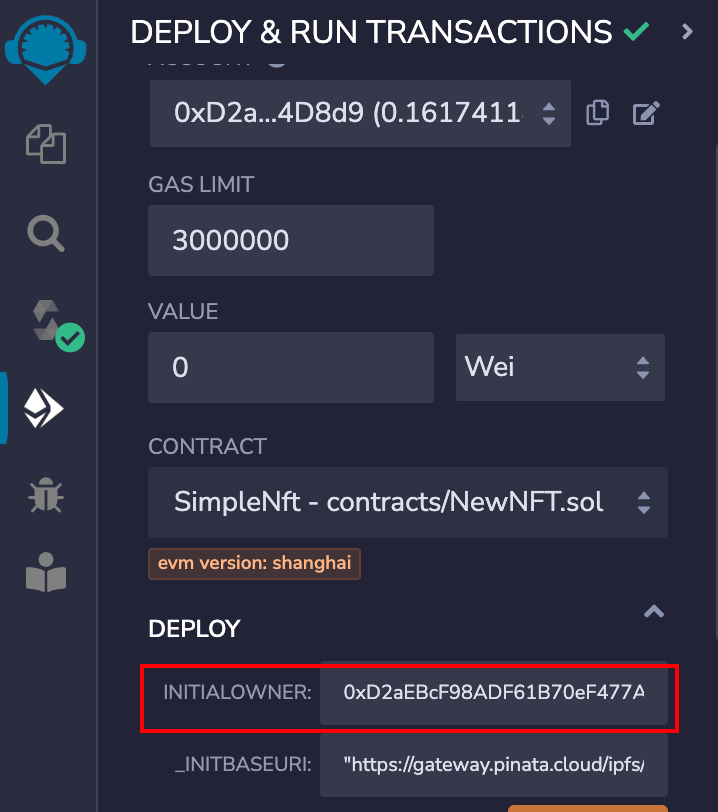 DEPLOY & RUN TRANSACTIONS
ACCOUNT
0xD2a...4D8d9 (0.1617411
GAS LIMIT
3000000
VALUE
0
Wei
CONTRACT
SimpleNft - contracts/NewNFT.sol
evm version: shanghai
DEPLOY
INITIALOWNER: 0xD2aEBcF98ADF61B70eF477A
_INITBASEURI: "https://gateway.pinata.cloud/ipfs/